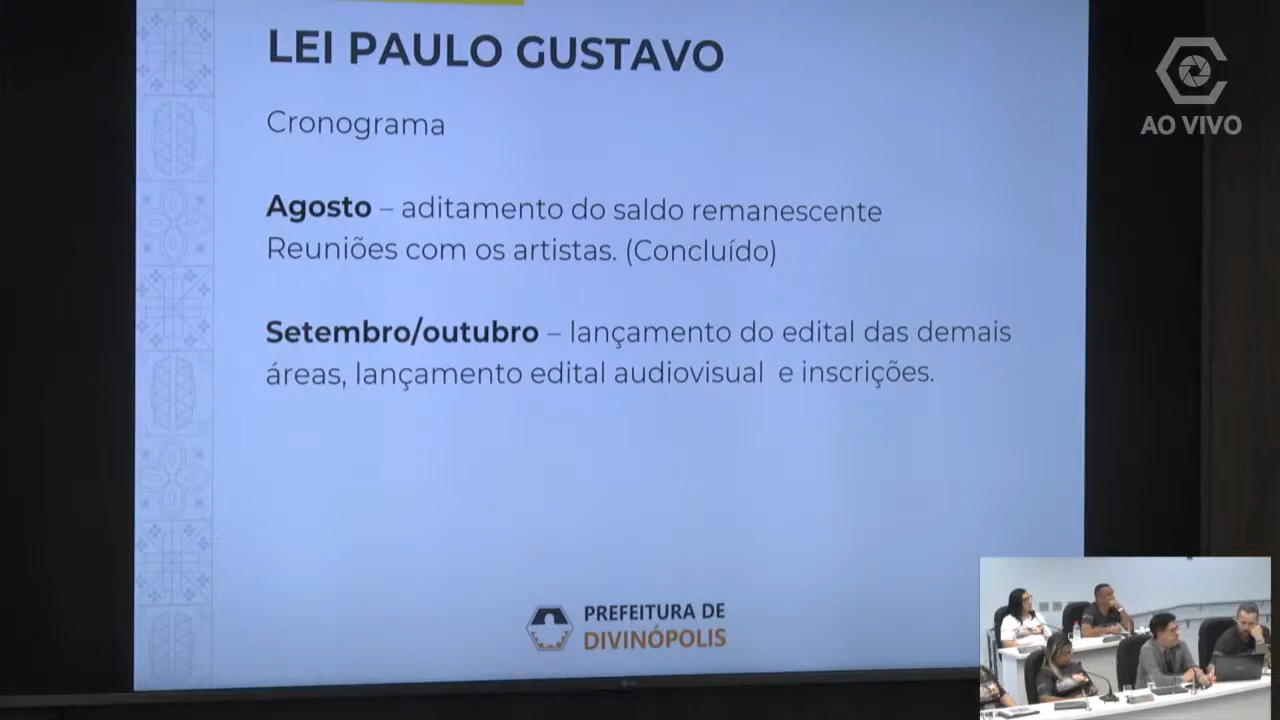 LEI PAULO GUSTAVO
AO VIVO
Cronograma
Agosto – aditamento do saldo remanescente
Reuniões com os artistas. (Concluído)
Setembro/outubro – lançamento do edital das demais
áreas, lançamento edital audiovisual e inscrições.
PREFEITURA DE
DIVINÓPOLIS